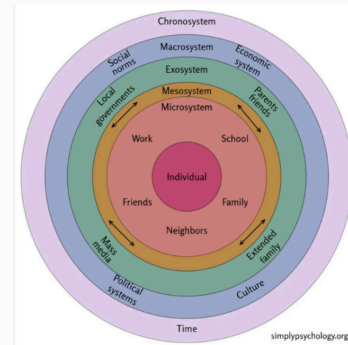 Chronosystem
Macrosystem
Social
norms
Economic
system
Exosystem
Local
governments
Parents
friends
Mesosystem
Microsystem
Work
School
Individual
Friends
Family
Neighbors
Mass
media
Extended
family
Political
systems
Culture
Time
simplypsychology.org